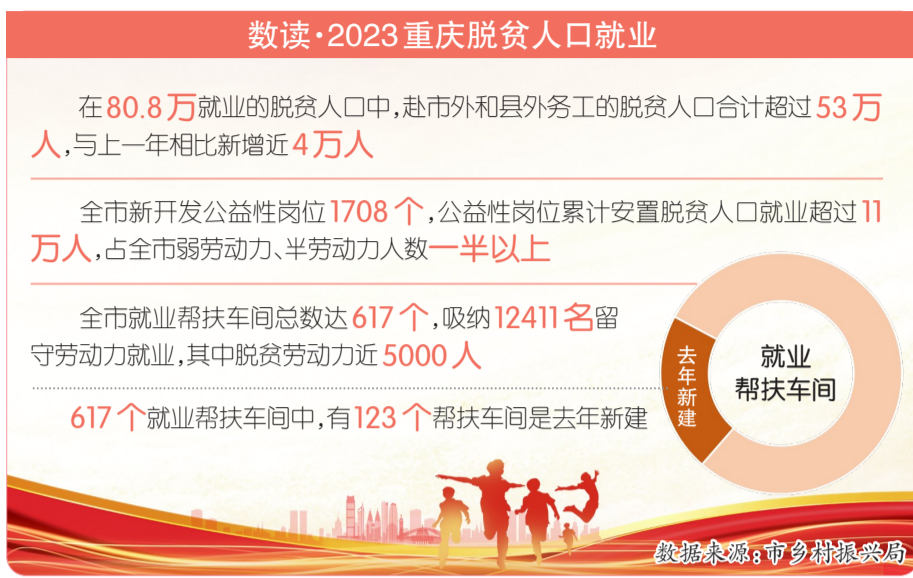 数读·2023重庆脱贫人口就业
在80.8万就业的脱贫人口中,赴市外和县外务工的脱贫人口合计超过53万
人,与上一年相比新增近4万人
全市新开发公益性岗位1708个,公益性岗位累计安置脱贫人口就业超过11
万人,占全市弱劳动力、半劳动力人数一半以上
全市就业帮扶车间总数达617个,吸纳12411名留
守劳动力就业,其中脱贫劳动力近5000人
617个就业帮扶车间中,有123个帮扶车间是去年新建
去年新建
就业
帮扶车间
数据来源:市乡村振兴局